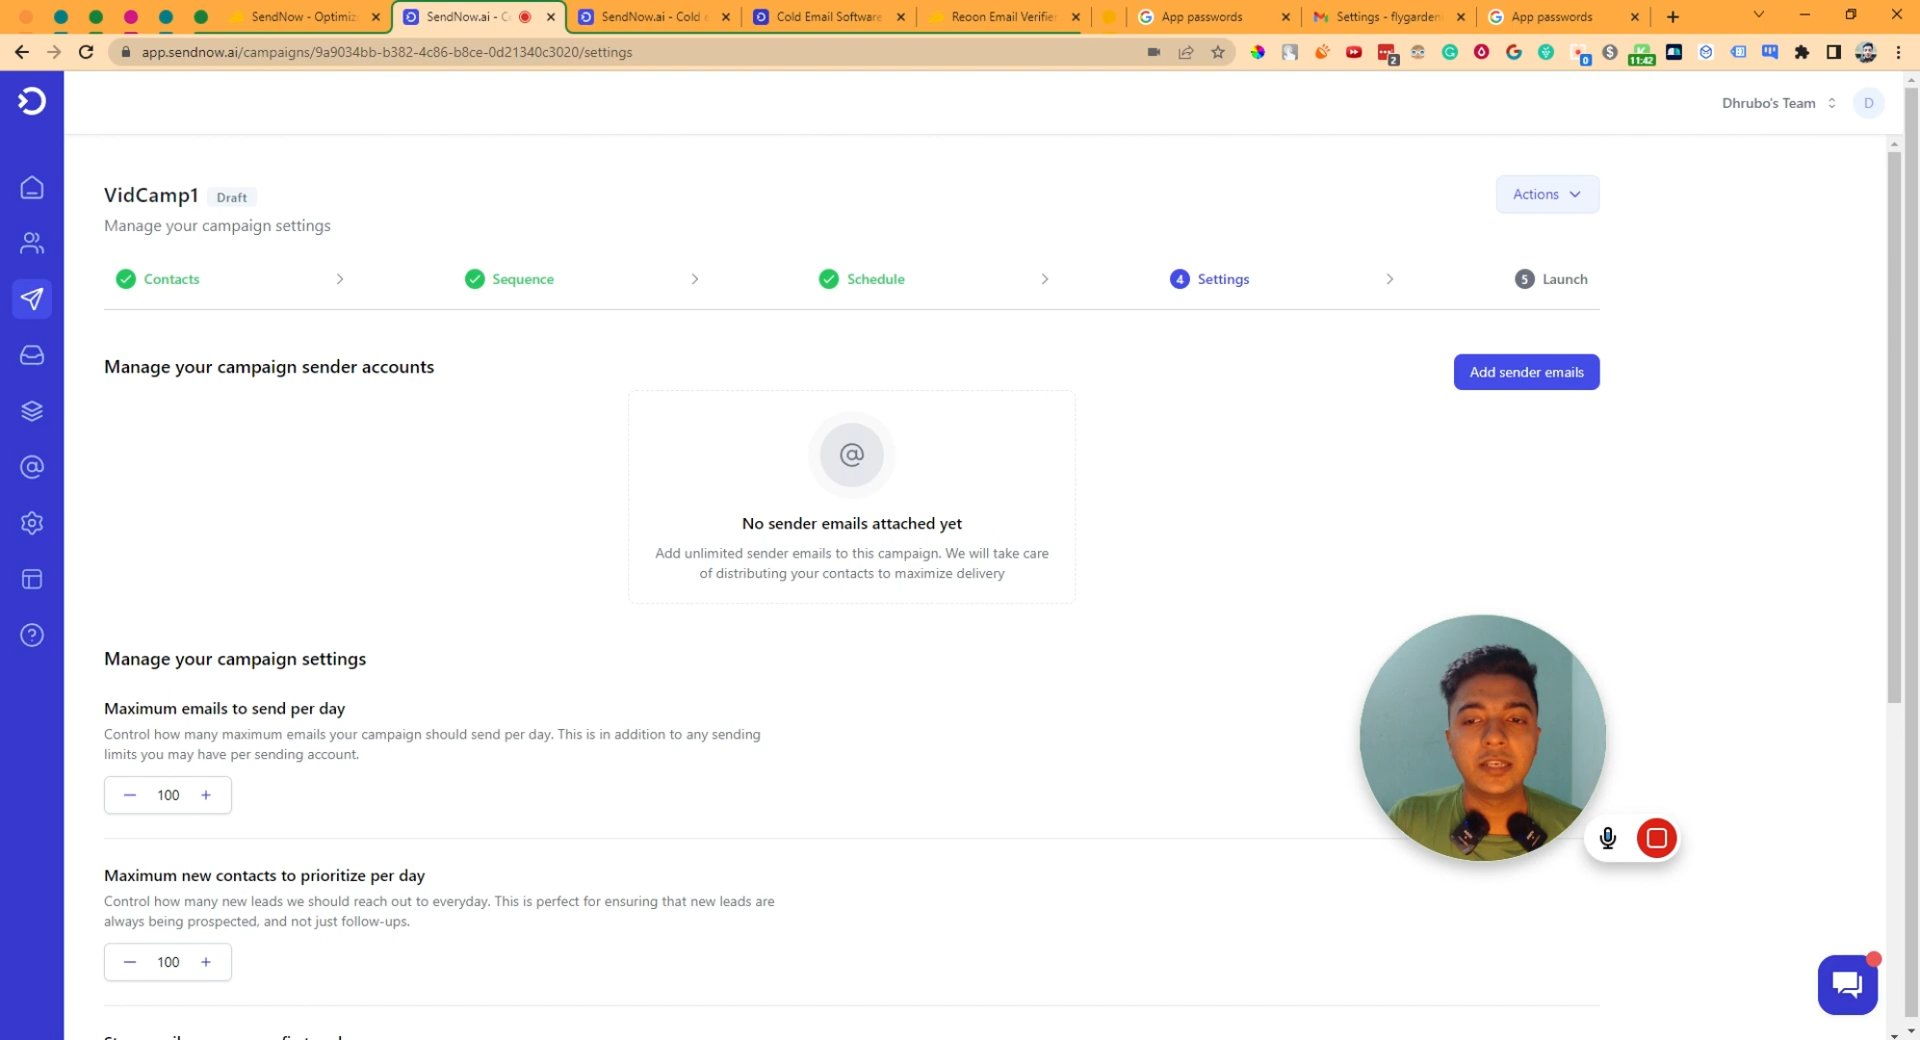 SendNow - Optimiz
SendNow.ai - C
SendNow.ai - Cold e
Cold Email Software
Reoon Email Verifie
App passwords
Settings - flygarden
App passwords
app.sendnow.ai/campaigns/9a9034bb-b382-4c86-b8ce-0d21340c3020/settings
2
0
11:42
Dhrubo's Team
D
VidCamp1
Draft
Actions
Manage your campaign settings
Contacts
Sequence
Schedule
4 Settings
5 Launch
Manage your campaign sender accounts
Add sender emails
No sender emails attached yet
Add unlimited sender emails to this campaign. We will take care
of distributing your contacts to maximize delivery
Manage your campaign settings
Maximum emails to send per day
Control how many maximum emails your campaign should send per day. This is in addition to any sending
limits you may have per sending account.
— 100 +
Maximum new contacts to prioritize per day
Control how many new leads we should reach out to everyday. This is perfect for ensuring that new leads are
always being prospected, and not just follow-ups.
— 100 +